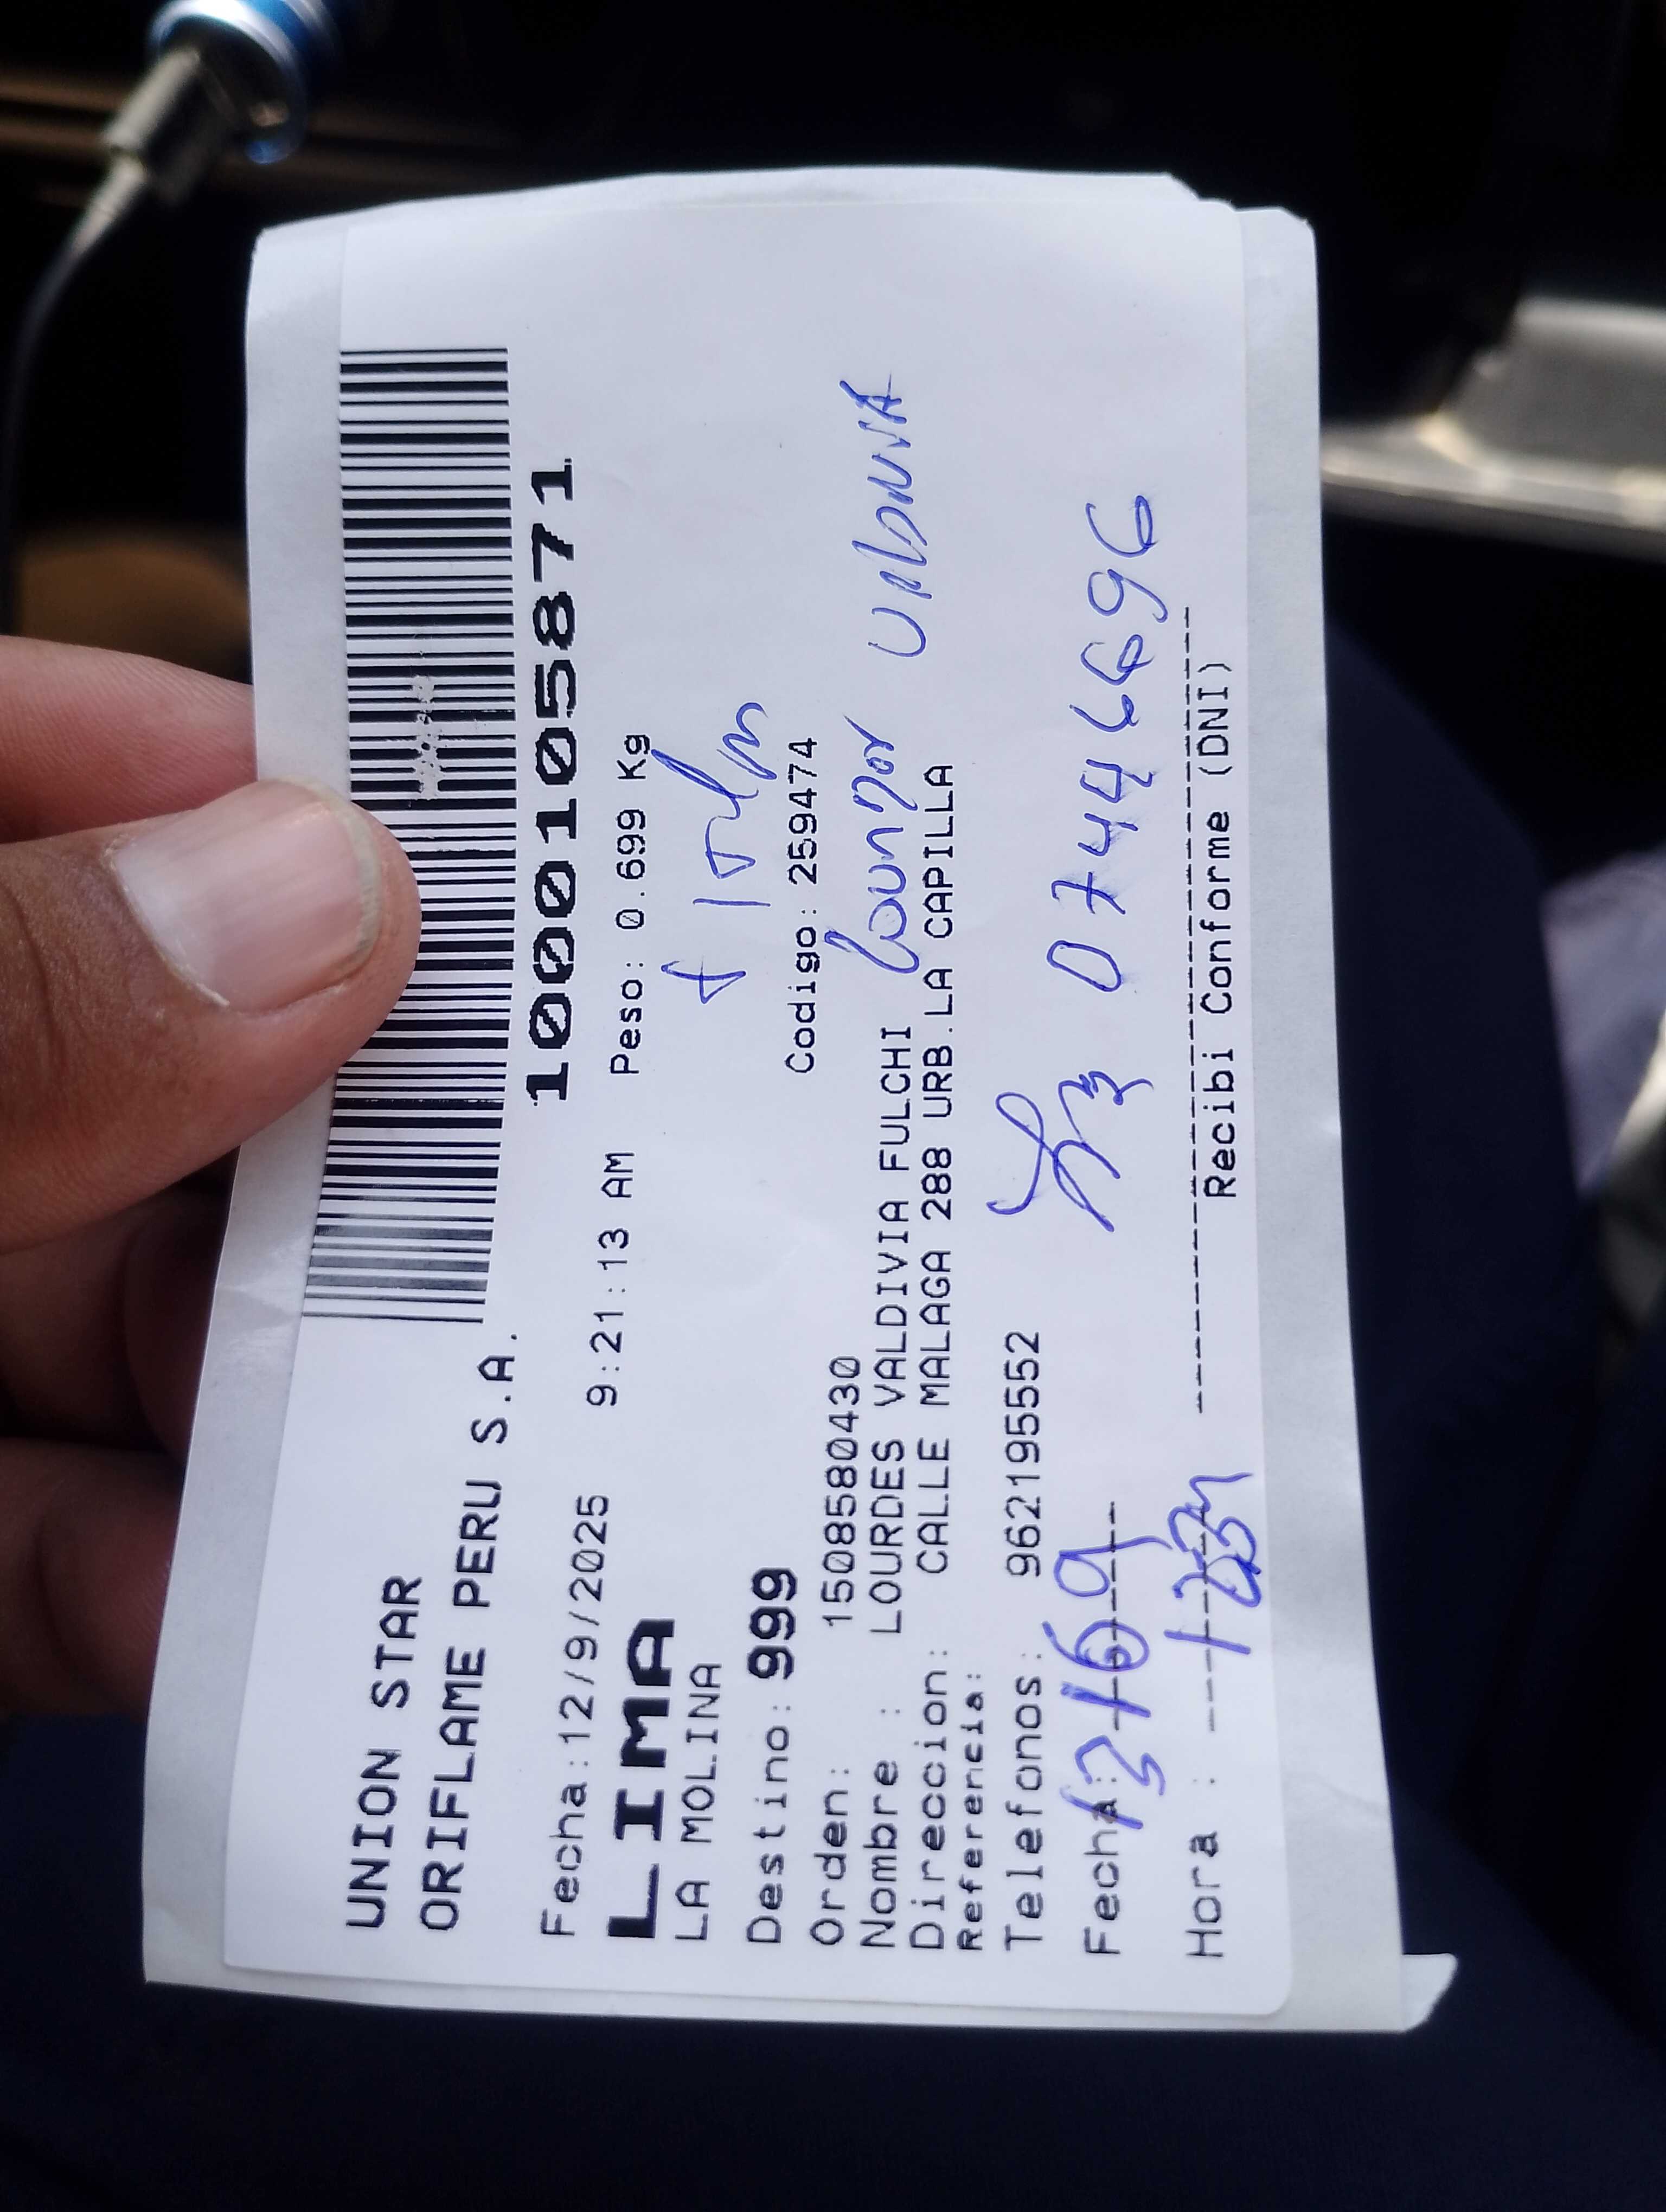 UNION STAR
ORIFLAME PERU S.A.
1000105871
Fecha:12/9/2025 9:21:13 AM Peso: 0.699 Kg
LIMA
LA MOLINA
Destino: 999
Codigo: 259474
Orden: 1508580430
Nombre : LOURDES VALDIVIA FULCHI
Direccion: CALLE MALAGA 288 URB.LA CAPILLA
Referencia:
Telefonos: 962195552
07446696
Fecha:
Hora :
Recibi Conforme (DNI)